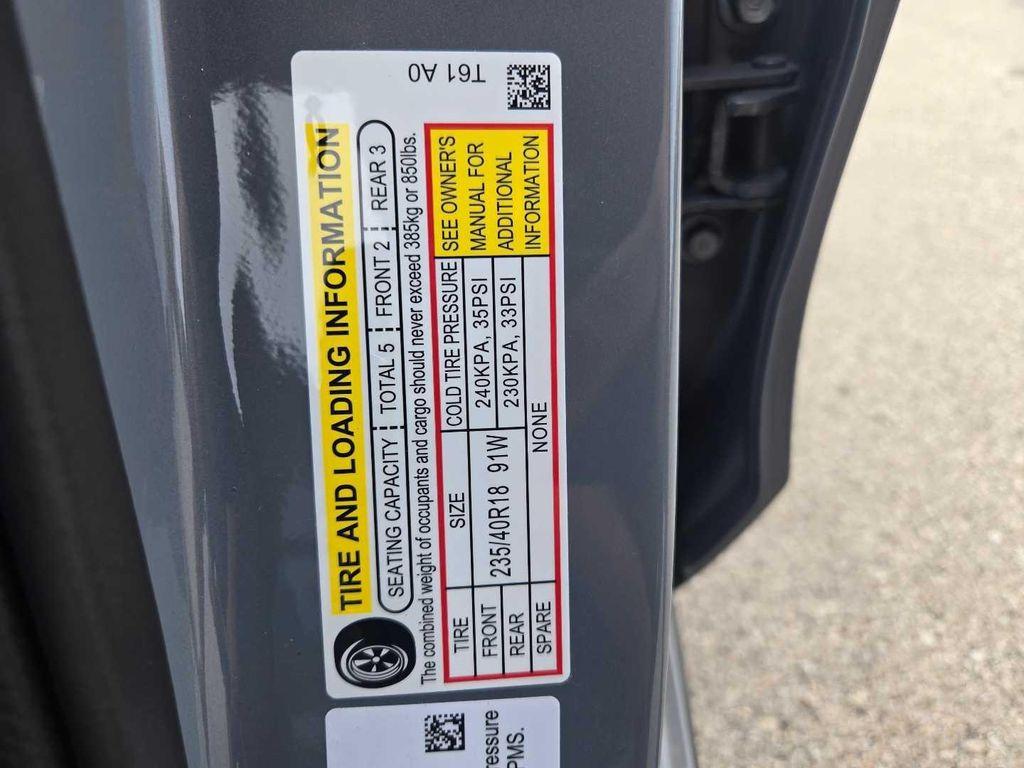 TIRE AND LOADING INFORMATION
SEATING CAPACITY TOTAL 5 FRONT 2 REAR 3
The combined weight of occupants and cargo should never exceed 385kg or 850lbs.
TIRE SIZE COLD TIRE PRESSURE
FRONT 235/40R18 91W 240KPA, 35PSI
REAR 230KPA, 33PSI
SPARE NONE
SEE OWNER'S
MANUAL FOR
ADDITIONAL
INFORMATION
T61 A0
ressure
PMS.